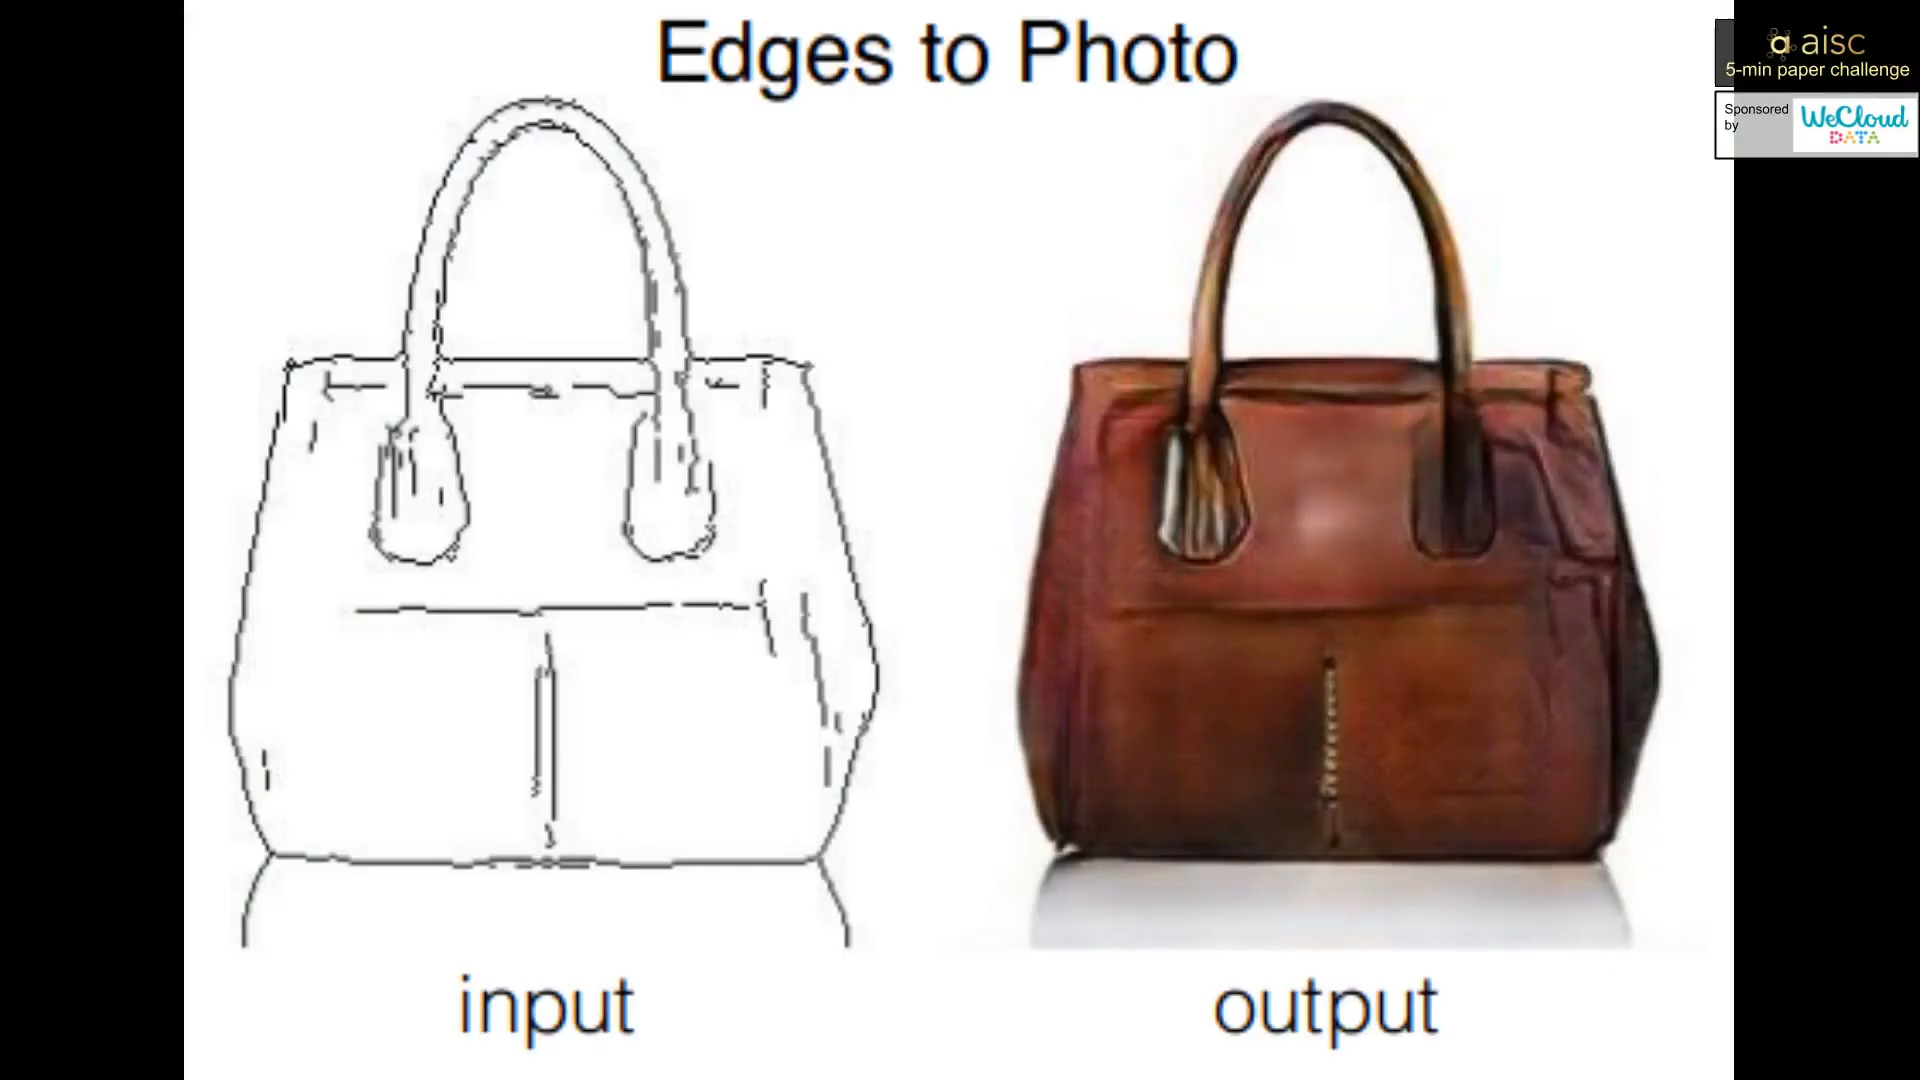 Edges to Photo
aisc
5-min paper challenge
Sponsored
by
WeCloud
DATA
input
output